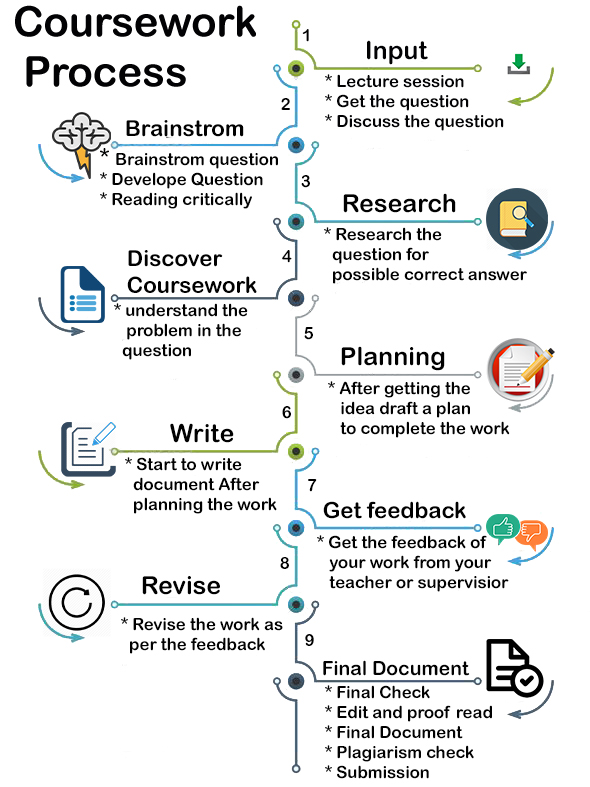 Coursework
Process
1
Input
* Lecture session
* Get the question
* Discuss the question
2
Brainstrom
* Brainstrom question
* Develope Question
* Reading critically
3
Research
* Research the
question for
possible correct answer
4
Discover
Coursework
* understand the
problem in the
question
5
Planning
* After getting the
idea draft a plan
to complete the work
6
Write
* Start to write
document After
planning the work
7
Get feedback
* Get the feedback of
your work from your
teacher or supervisior
8
Revise
* Revise the work as
per the feedback
9
Final Document
* Final Check
* Edit and proof read
* Final Document
* Plagiarism check
* Submission